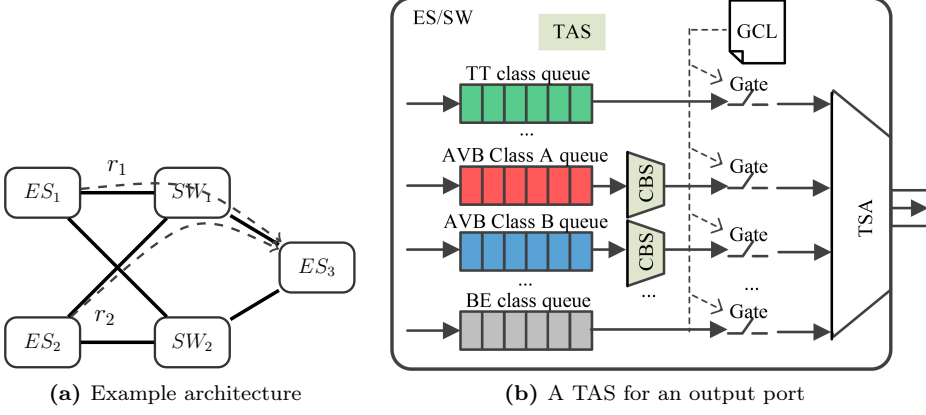 r1
ES1
SW1
ES3
r2
ES2
SW2
(a) Example architecture
ES/SW
TAS
GCL
TT class queue
Gate
...
AVB Class A queue
CBS
Gate
AVB Class B queue
CBS
Gate
TSA
...
...
...
BE class queue
Gate
(b) A TAS for an output port